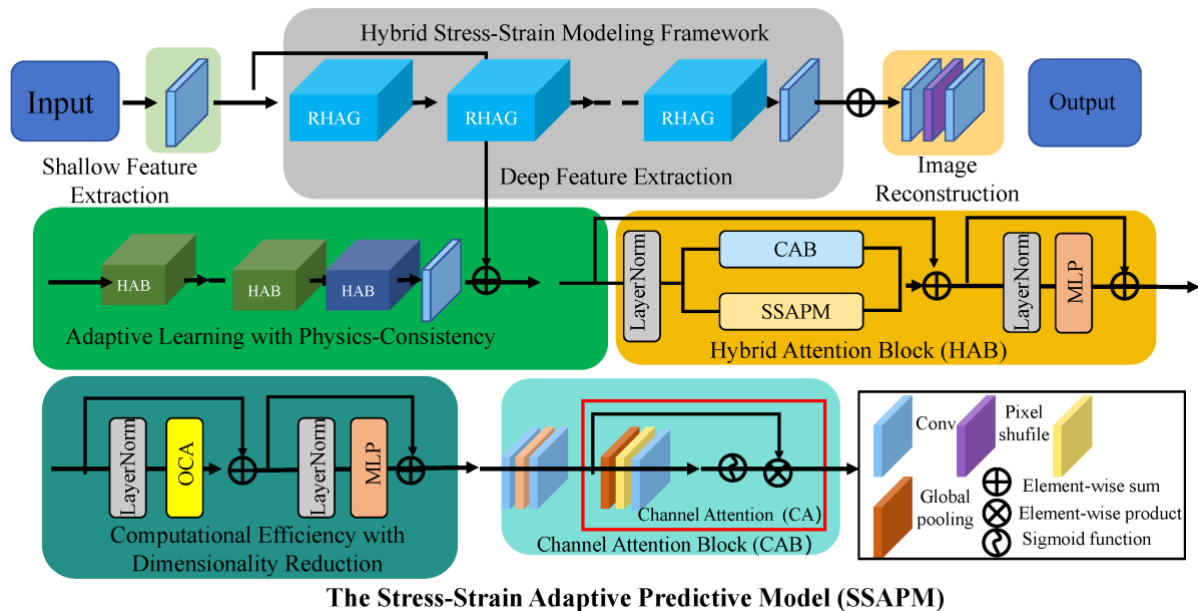 Hybrid Stress-Strain Modeling Framework
Input
RHAG
RHAG
RHAG
Output
Shallow Feature
Extraction
Deep Feature Extraction
Image
Reconstruction
HAB
HAB
HAB
Adaptive Learning with Physics-Consistency
LayerNorm
CAB
SSAPM
LayerNorm
MLP
Hybrid Attention Block (HAB)
LayerNorm
OCA
LayerNorm
MLP
Computational Efficiency with
Dimensionality Reduction
Channel Attention (CA)
Channel Attention Block (CAB)
Conv
Pixel
shufile
Global
pooling
Element-wise sum
Element-wise product
Sigmoid function
The Stress-Strain Adaptive Predictive Model (SSAPM)